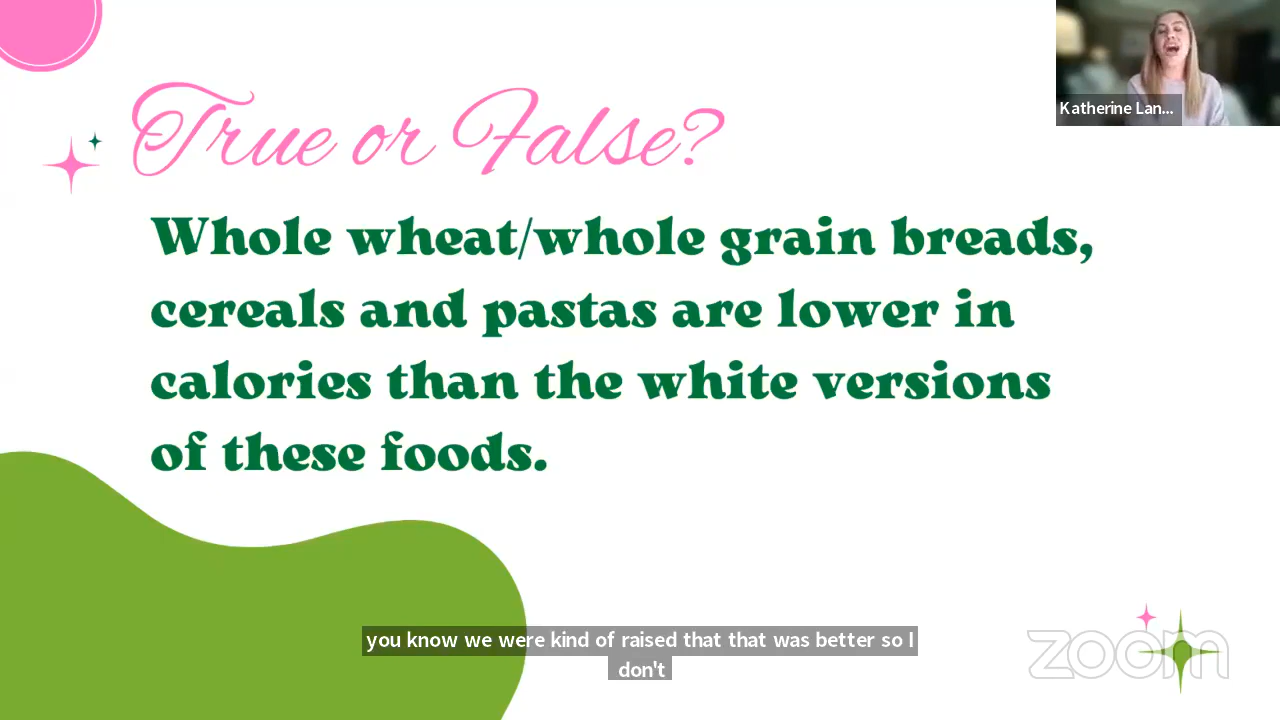 Katherine Lan...
True or False?
Whole wheat/whole grain breads,
cereals and pastas are lower in
calories than the white versions
of these foods.
you know we were kind of raised that that was better so I
don't
zoom